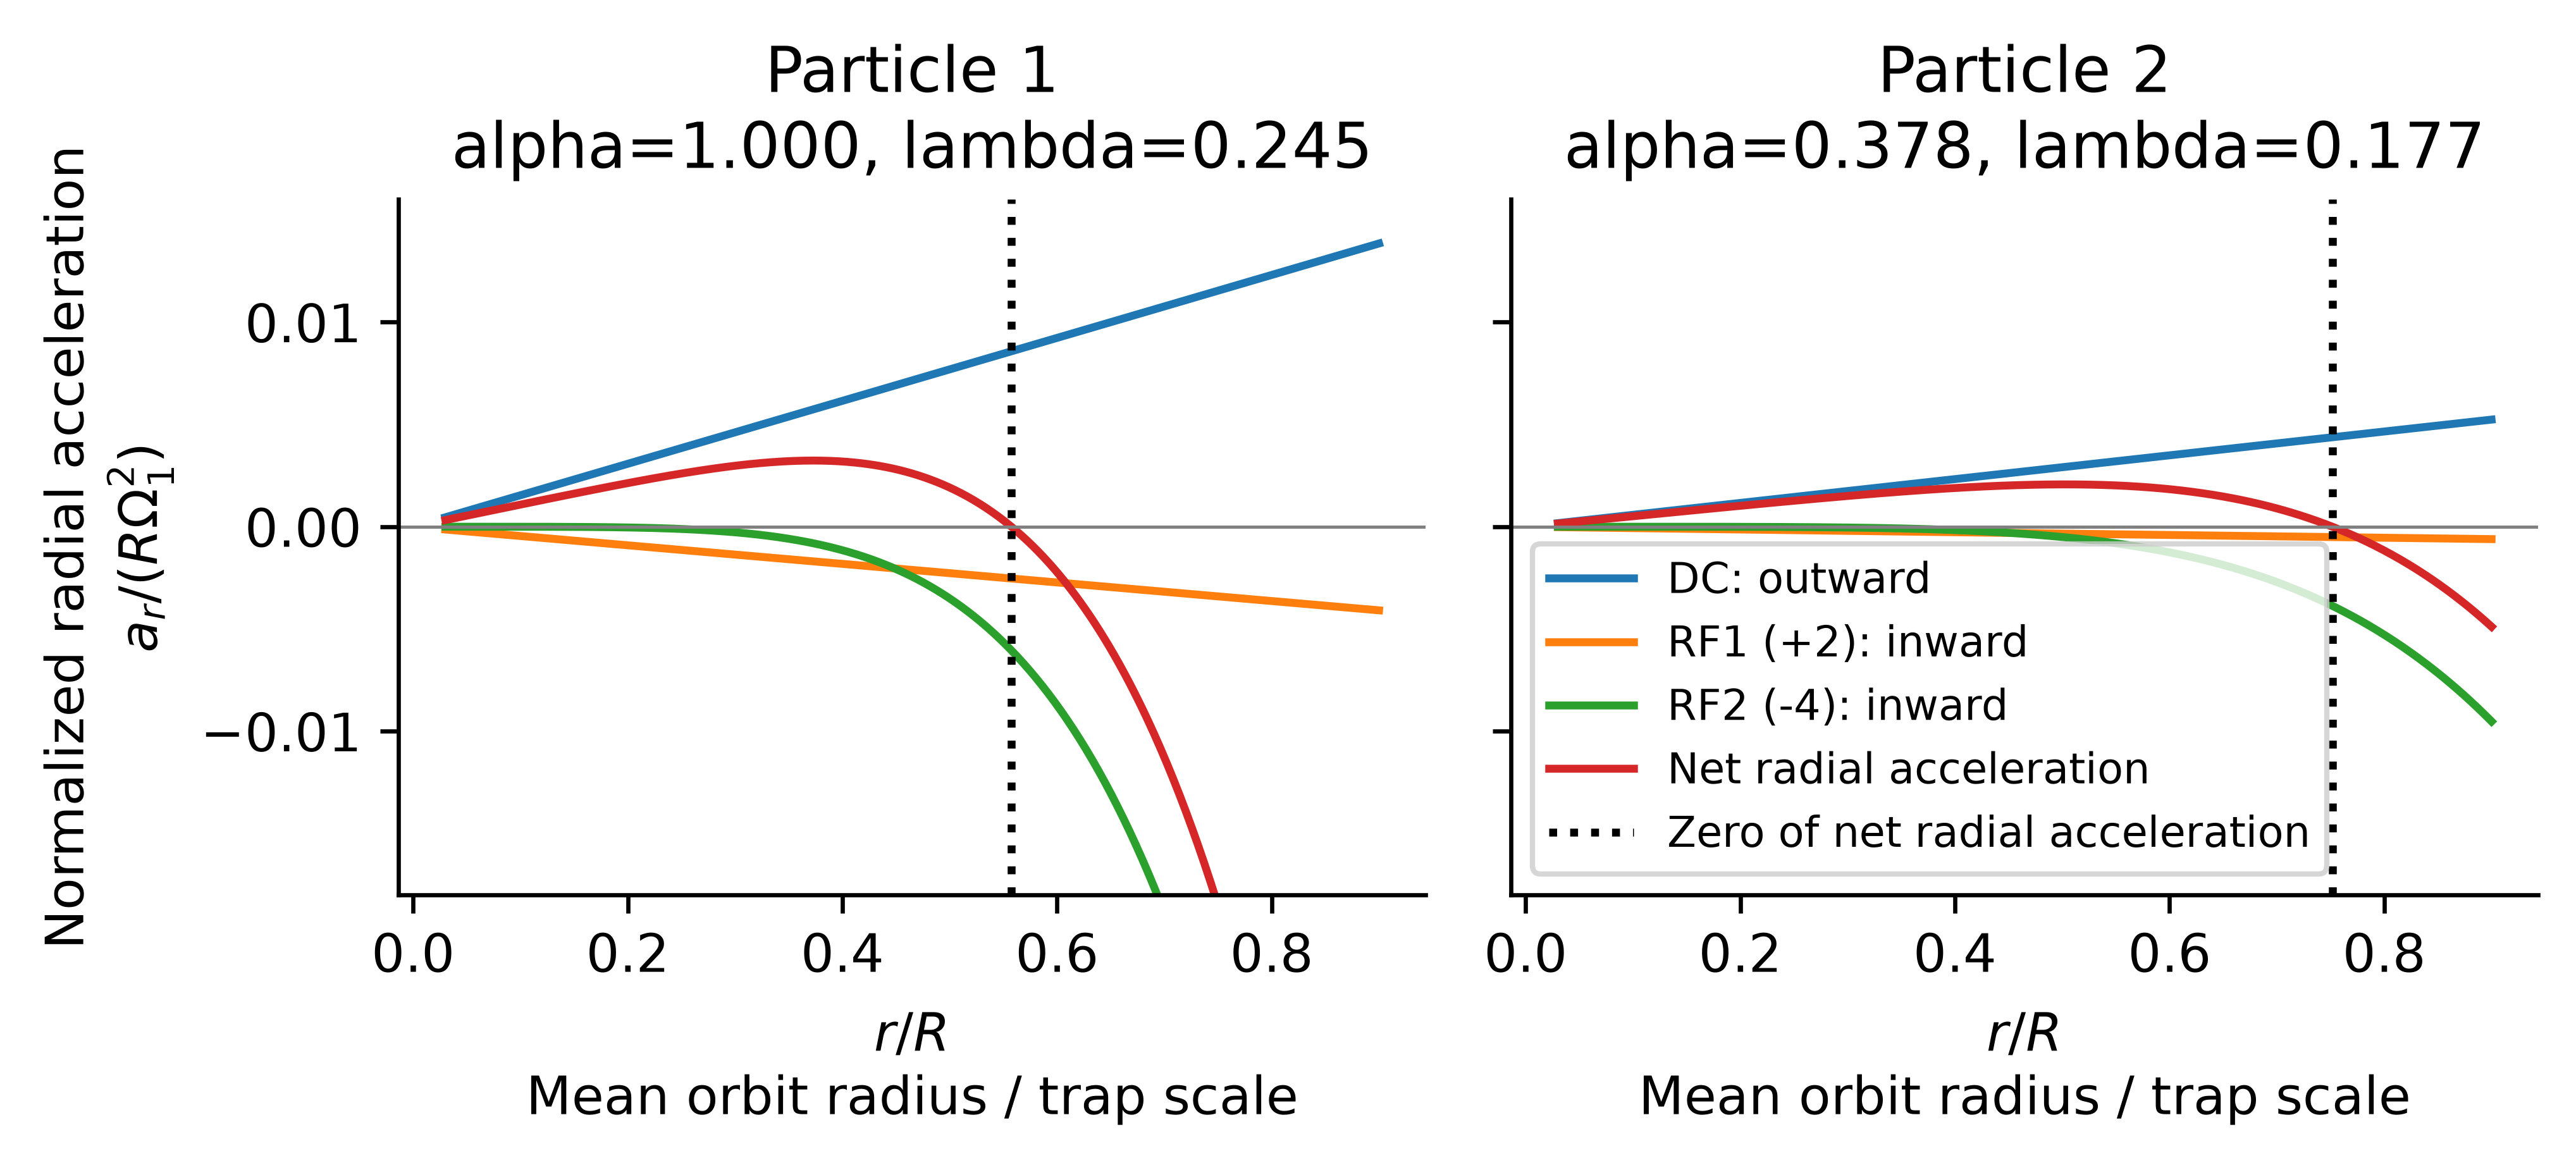 Particle 1
alpha=1.000, lambda=0.245
Normalized radial acceleration
a_r/(RΩ_1^2)
0.01
0.00
−0.01
0.0 0.2 0.4 0.6 0.8
r/R
Mean orbit radius / trap scale
Particle 2
alpha=0.378, lambda=0.177
DC: outward
RF1 (+2): inward
RF2 (-4): inward
Net radial acceleration
Zero of net radial acceleration
0.0 0.2 0.4 0.6 0.8
r/R
Mean orbit radius / trap scale